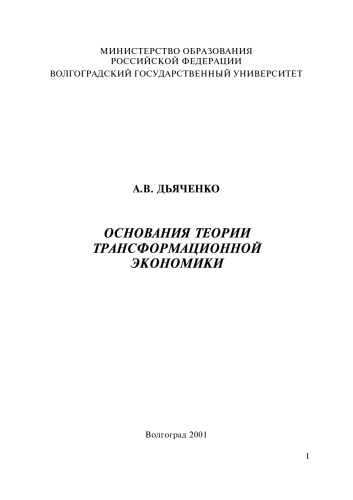 МИНИСТЕРСТВО ОБРАЗОВАНИЯ
РОССИЙСКОЙ ФЕДЕРАЦИИ
ВОЛГОГРАДСКИЙ ГОСУДАРСТВЕННЫЙ УНИВЕРСИТЕТ
А.В. ДЬЯЧЕНКО
ОСНОВАНИЯ ТЕОРИИ
ТРАНСФОРМАЦИОННОЙ
ЭКОНОМИКИ
Волгоград 2001
1